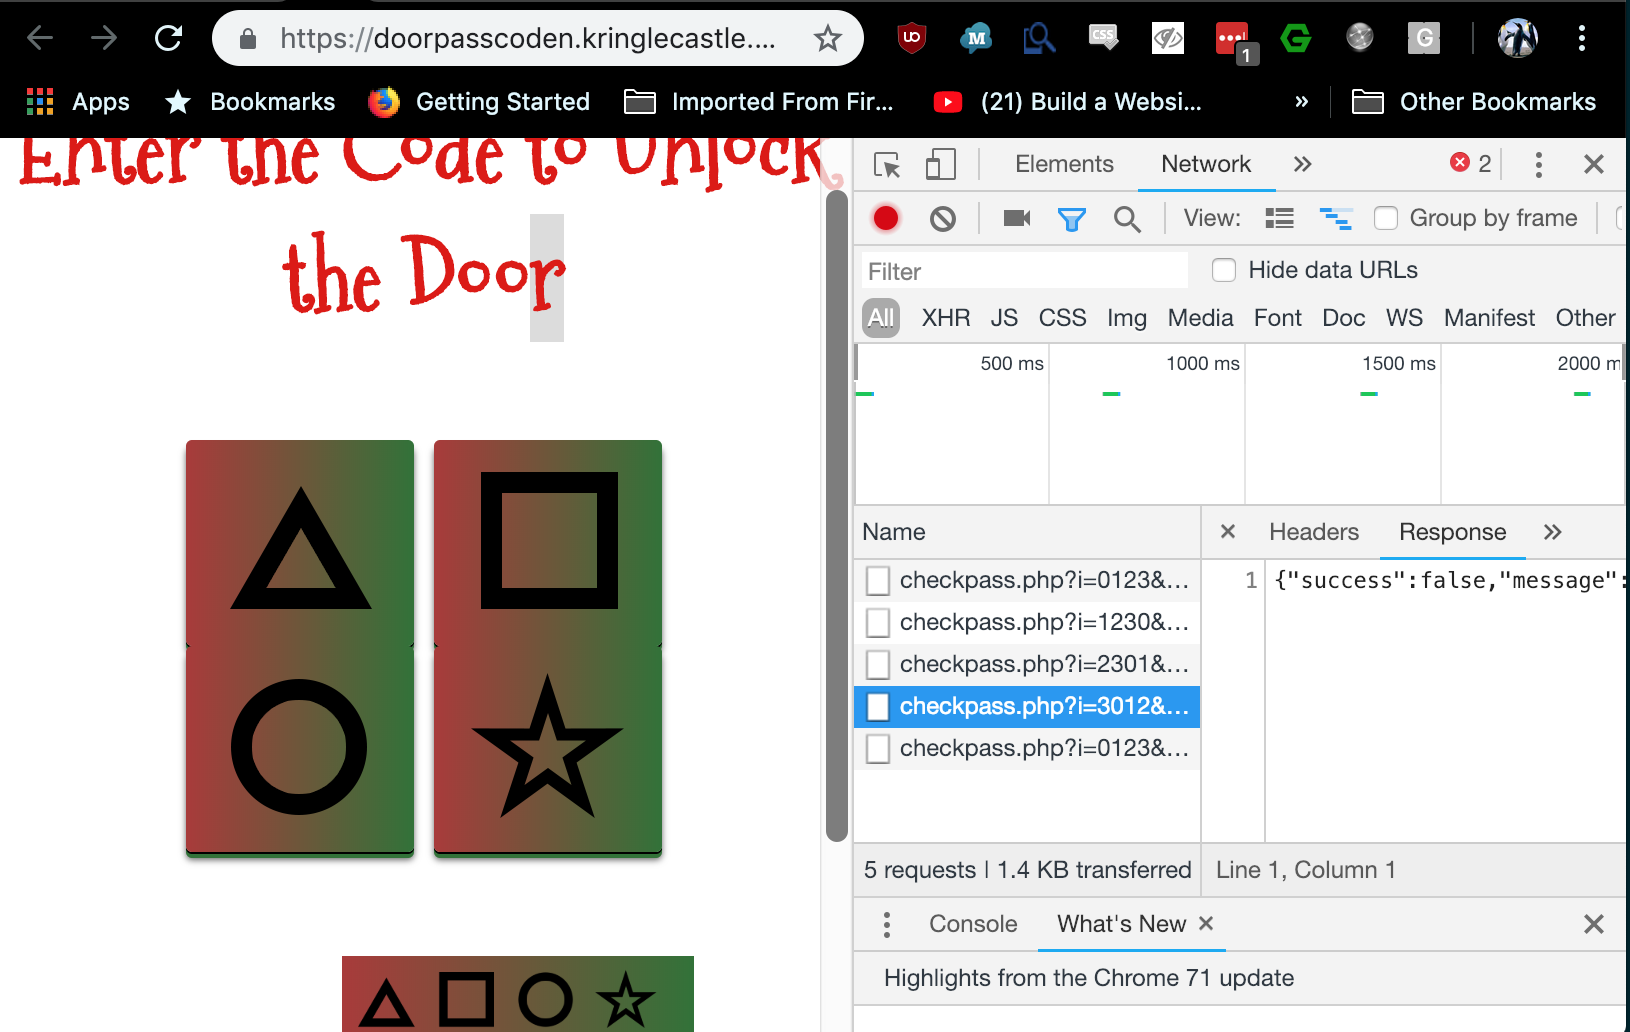 https://doorpasscoden.kringlecastle....
UO
M
CSS
1
G
Apps
Bookmarks
Getting Started
Imported From Fir...
(21) Build a Websi...
»
Other Bookmarks
Enter the Code to Unlock
the Door
Elements
Network
»
2
View:
Group by frame
Filter
Hide data URLs
All
XHR
JS
CSS
Img
Media
Font
Doc
WS
Manifest
Other
500 ms
1000 ms
1500 ms
2000 m
Name
×
Headers
Response
»
checkpass.php?i=0123&...
checkpass.php?i=1230&...
checkpass.php?i=2301&...
checkpass.php?i=3012&...
checkpass.php?i=0123&...
1
{"success":false,"message":
5 requests | 1.4 KB transferred
Line 1, Column 1
Console
What's New ×
Highlights from the Chrome 71 update